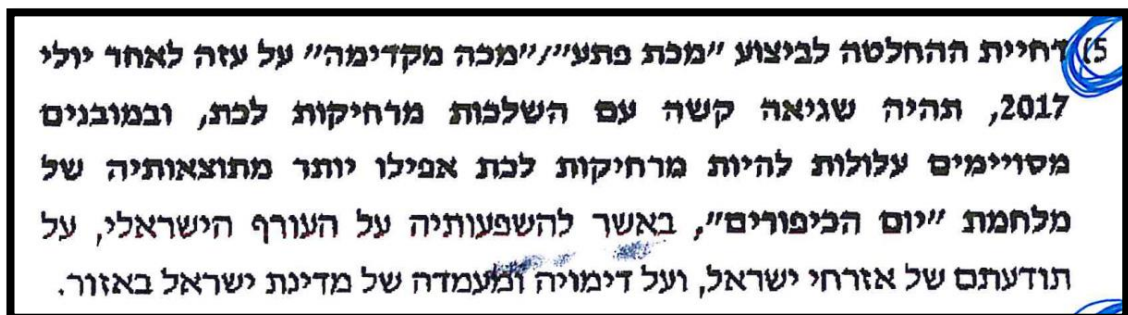 5) דחיית ההחלטה לביצוע "מכת פתע"/"מכה מקדימה" על עזה לאחר יולי
2017, תהיה שגיאה קשה עם השלכות מרחיקות לכת, ובמובנים
מסויימים עלולות להיות מרחיקות לכת אפילו יותר מתוצאותיה של
מלחמת "יום הכיפורים", באשר להשפעותיה על העורף הישראלי, על
תודעתם של אזרחי ישראל, ועל דימויה ומעמדה של מדינת ישראל באזור.